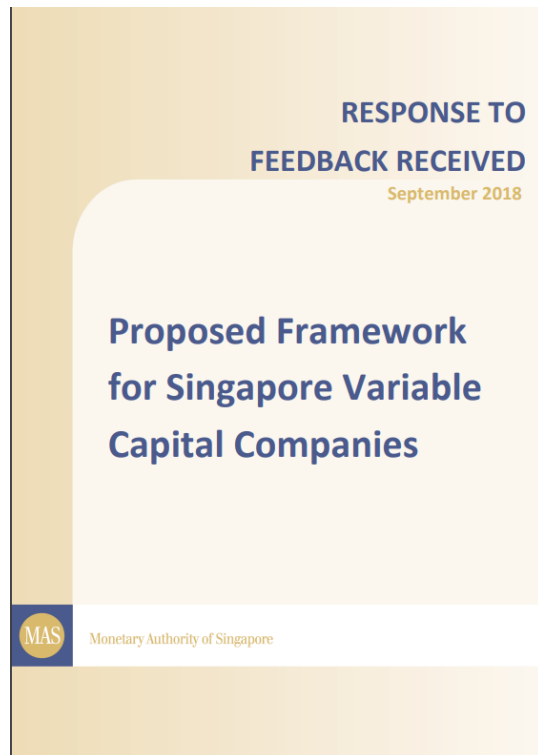 RESPONSE TO
FEEDBACK RECEIVED
September 2018
Proposed Framework
for Singapore Variable
Capital Companies
MAS
Monetary Authority of Singapore